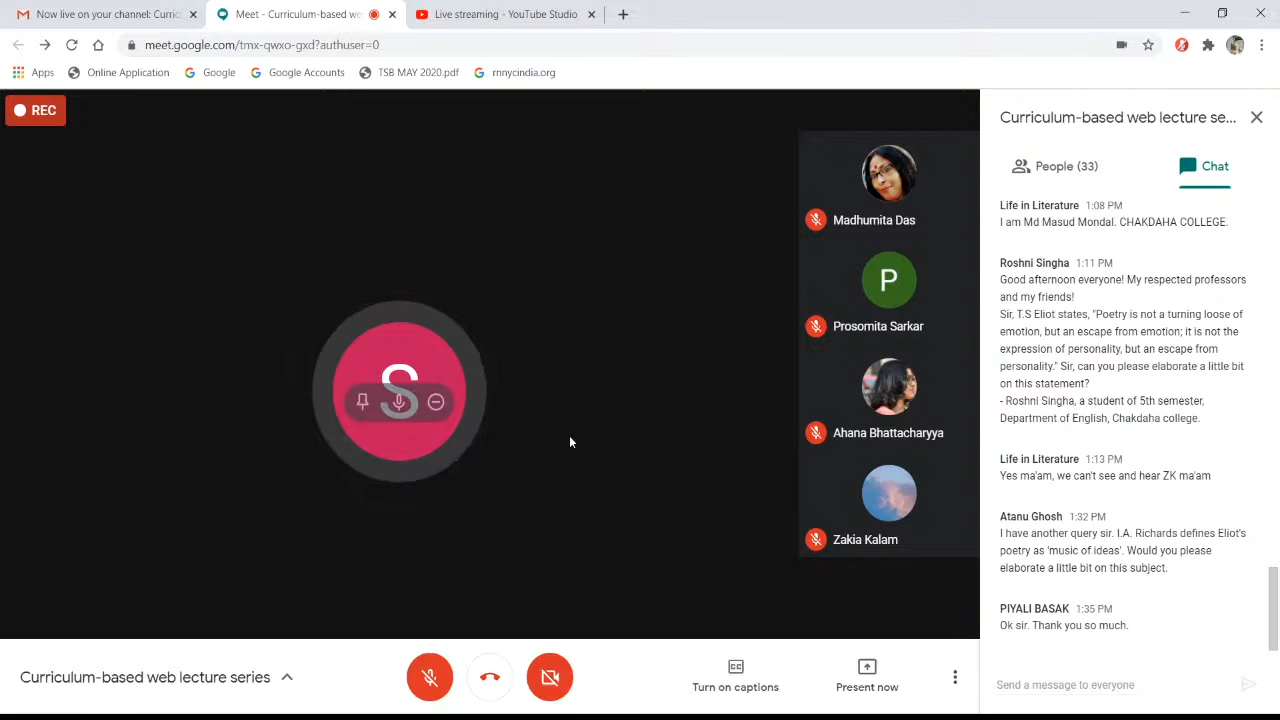 Now live on your channel: Curric
Meet - Curriculum-based we
Live streaming - YouTube Studio
meet.google.com/tmx-qwxo-gxd?authuser=0
Apps
Online Application
Google
Google Accounts
TSB MAY 2020.pdf
rnnycindia.org
REC
S
Madhumita Das
P
Prosomita Sarkar
Ahana Bhattacharyya
Zakia Kalam
Curriculum-based web lecture se...
People (33)
Chat
Life in Literature 1:08 PM
I am Md Masud Mondal. CHAKDAHA COLLEGE.
Roshni Singha 1:11 PM
Good afternoon everyone! My respected professors
and my friends!
Sir, T.S Eliot states, "Poetry is not a turning loose of
emotion, but an escape from emotion; it is not the
expression of personality, but an escape from
personality." Sir, can you please elaborate a little bit
on this statement?
- Roshni Singha, a student of 5th semester,
Department of English, Chakdaha college.
Life in Literature 1:13 PM
Yes ma'am, we can't see and hear ZK ma'am
Atanu Ghosh 1:32 PM
I have another query sir. I.A. Richards defines Eliot's
poetry as 'music of ideas'. Would you please
elaborate a little bit on this subject.
PIYALI BASAK 1:35 PM
Ok sir. Thank you so much.
Send a message to everyone
Curriculum-based web lecture series
CC
Turn on captions
Present now